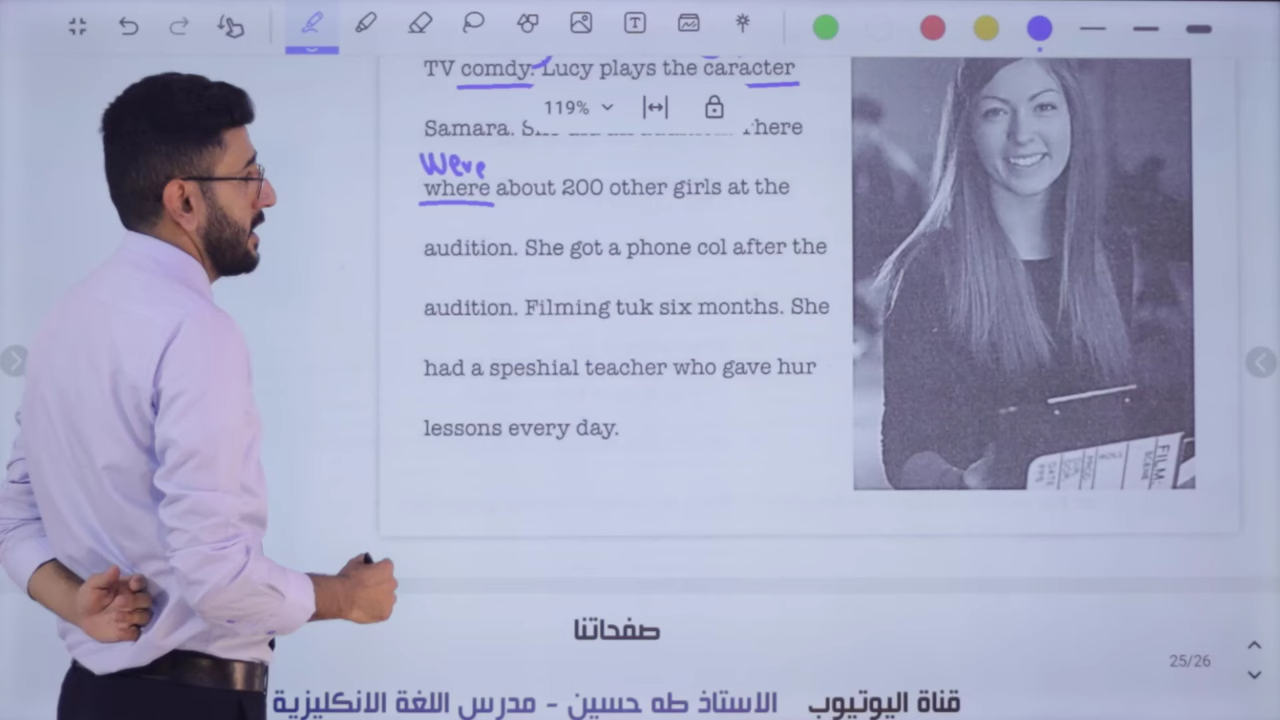 TV comdy. Lucy plays the caracter
119%
Samara. There
were
where about 200 other girls at the
audition. She got a phone col after the
audition. Filming tuk six months. She
had a speshial teacher who gave hur
lessons every day.
FILM
SCENE
صفحاتنا
25/26
قناة اليوتيوب الاستاذ طه حسين - مدرس اللغة الانكليزية